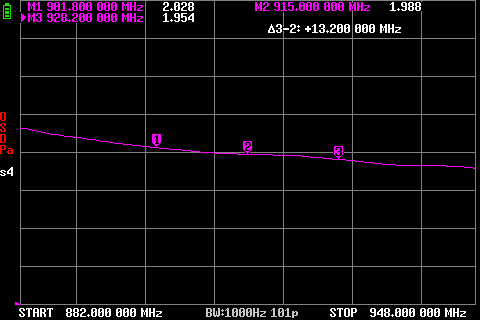 M1 901.800 000 MHz 2.028 M2 915.000 000 MHz 1.988
M3 928.200 000 MHz 1.954
Δ3-2: +13.200 000 MHz
1
2
3
Q
S
D
Pa
s4
START 882.000 000 MHz BW:1000Hz 101p STOP 948.000 000 MHz